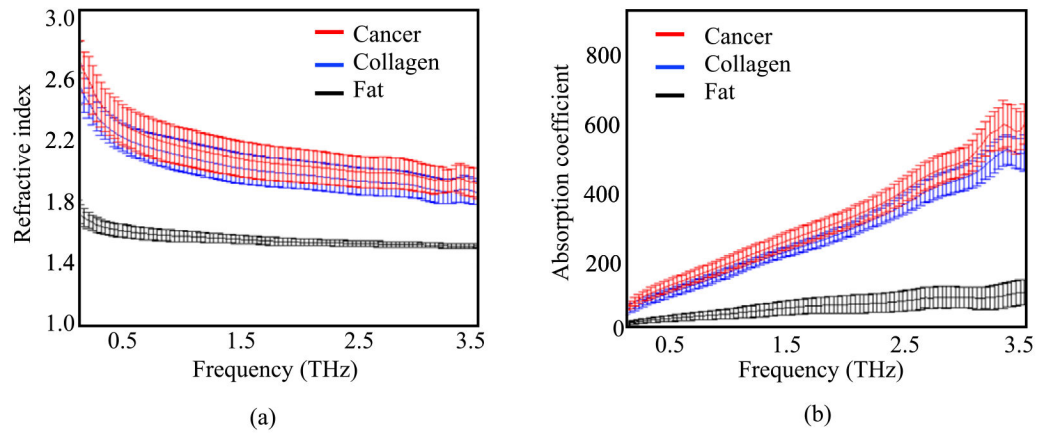 3.0
2.6
2.2
1.8
1.4
1.0
Refractive index
Cancer
Collagen
Fat
0.5 1.5 2.5 3.5
Frequency (THz)
(a)
800
600
400
200
0
Absorption coefficient
Cancer
Collagen
Fat
0.5 1.5 2.5 3.5
Frequency (THz)
(b)